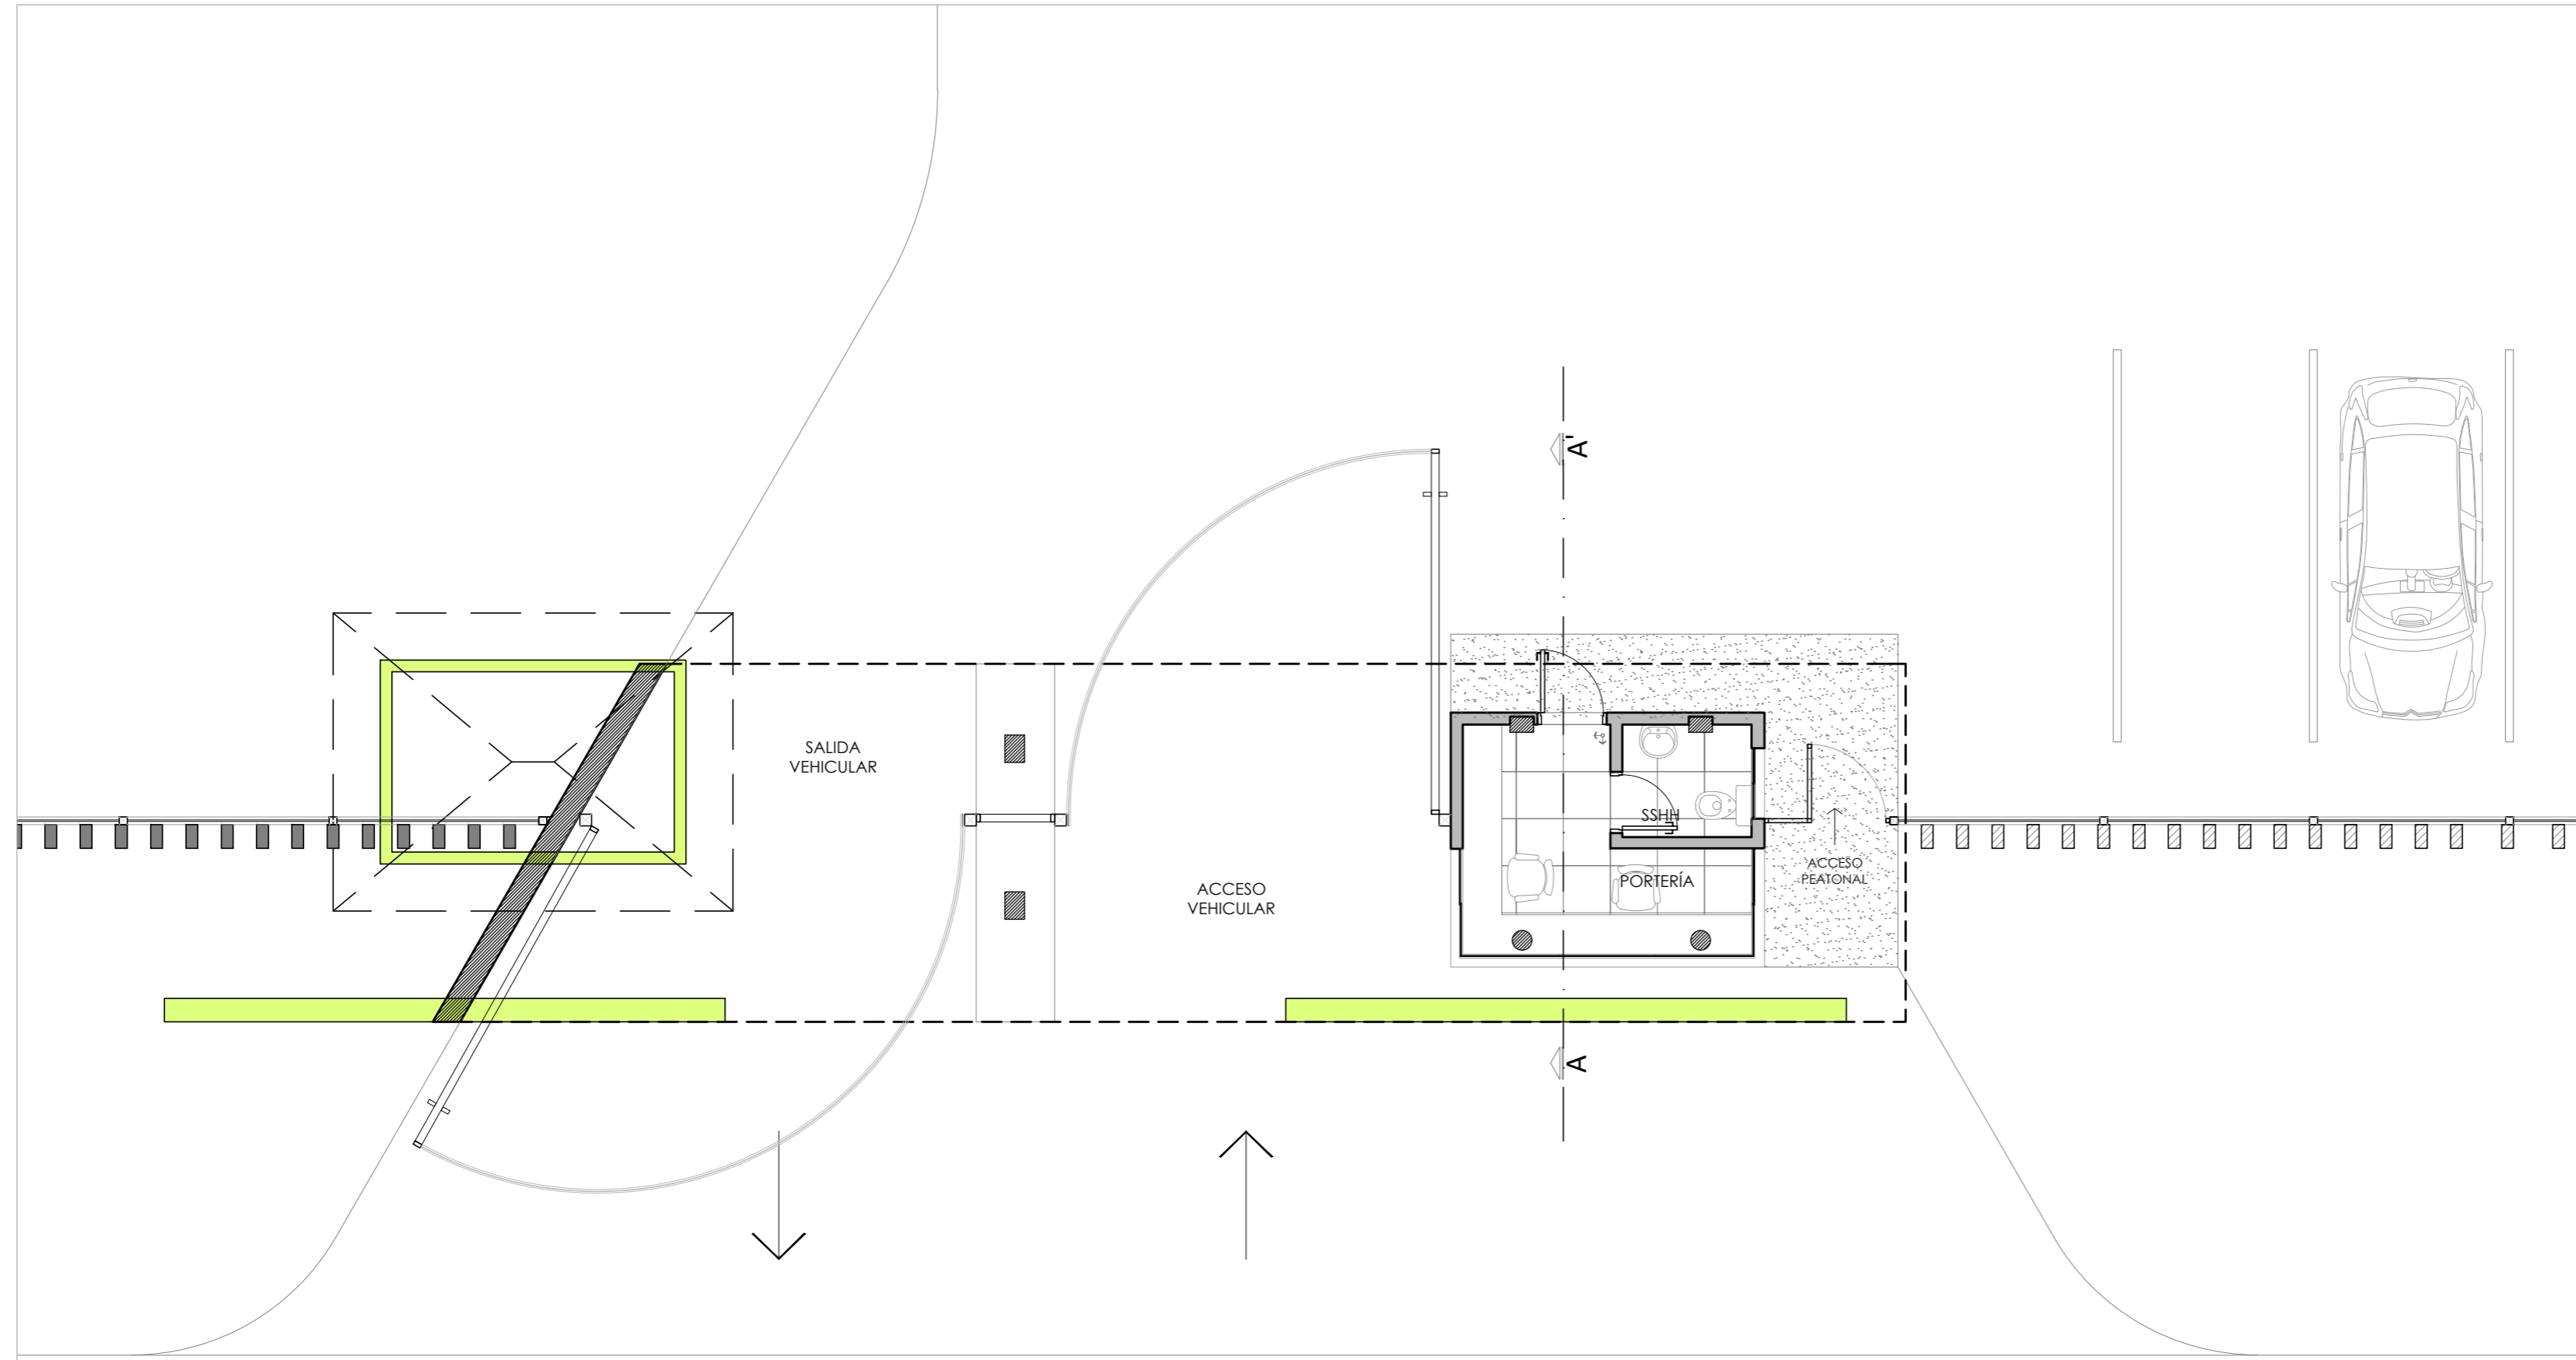 A'
SALIDA
VEHICULAR
SSHH
ACCESO
PEATONAL
PORTERÍA
ACCESO
VEHICULAR
A